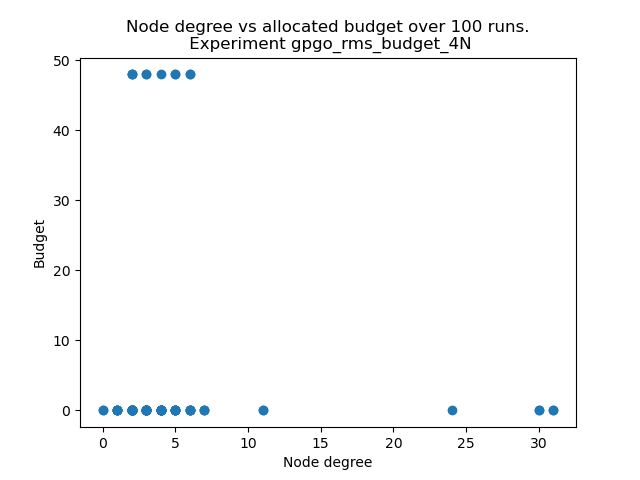 Node degree vs allocated budget over 100 runs.
Experiment gpgo_rms_budget_4N
50
40
30
20
10
0
Budget
0 5 10 15 20 25 30
Node degree